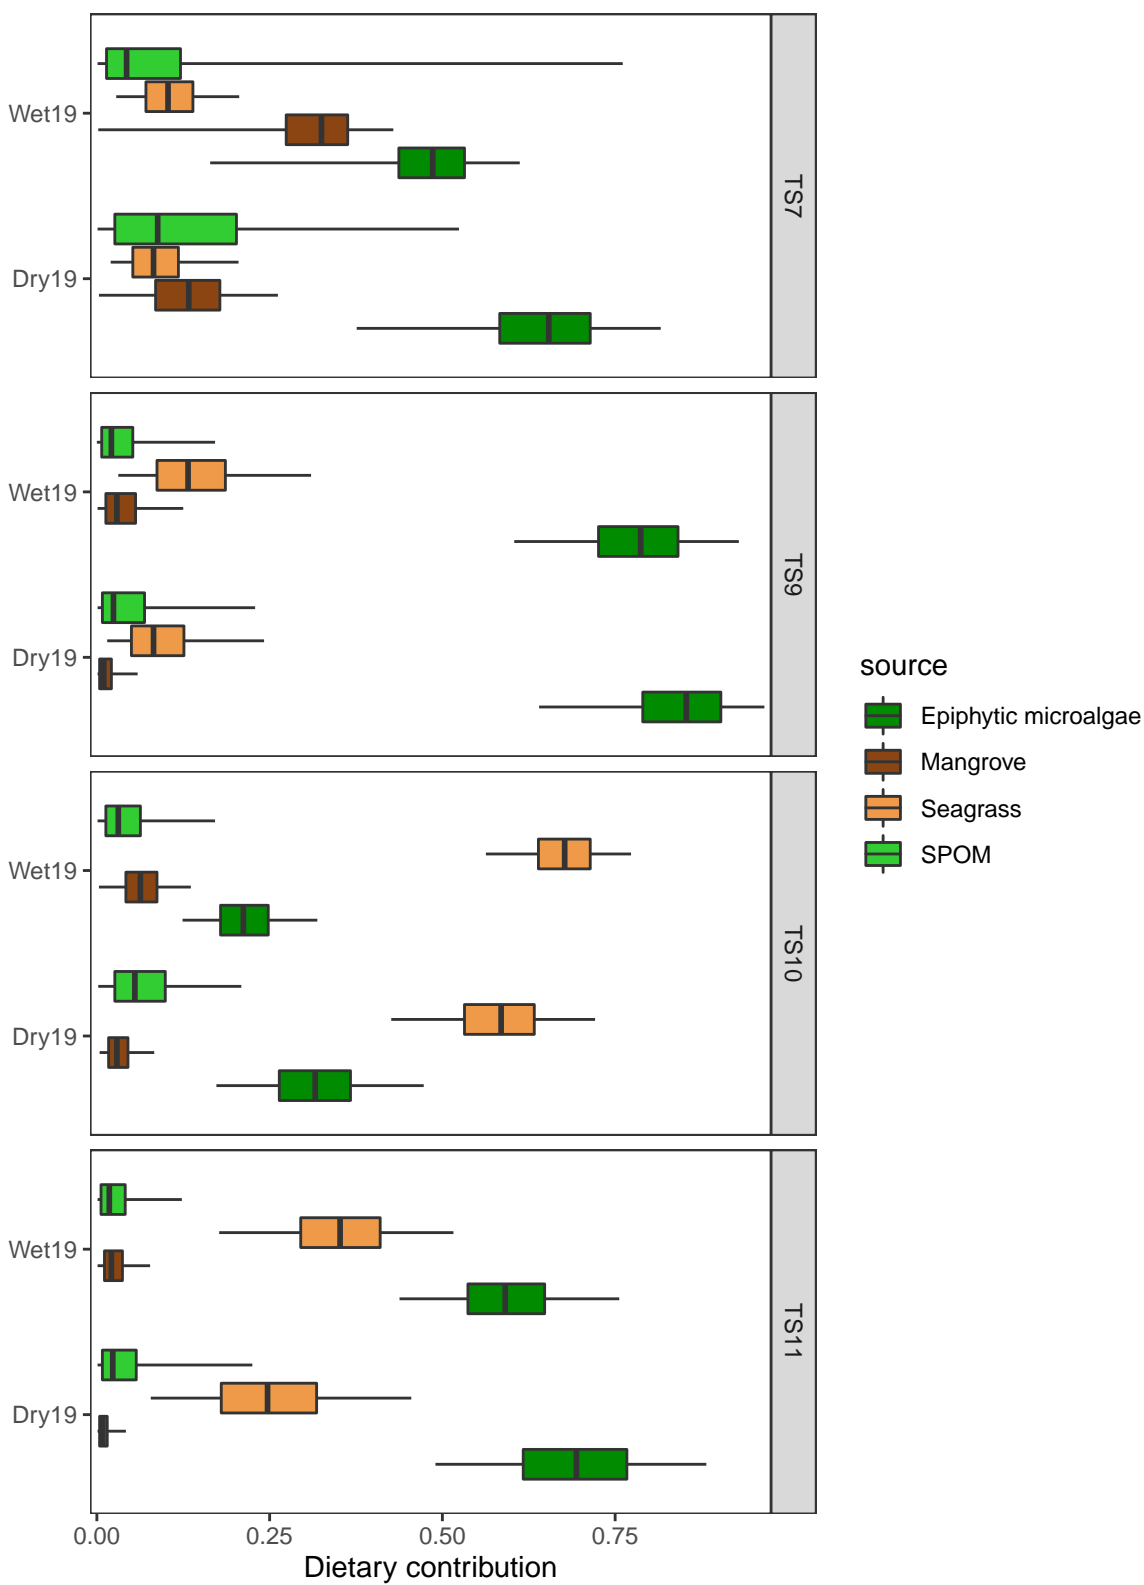 Wet19
Dry19
TS7
Wet19
Dry19
TS9
Wet19
Dry19
TS10
Wet19
Dry19
TS11
0.00 0.25 0.50 0.75
Dietary contribution
source
Epiphytic microalgae
Mangrove
Seagrass
SPOM